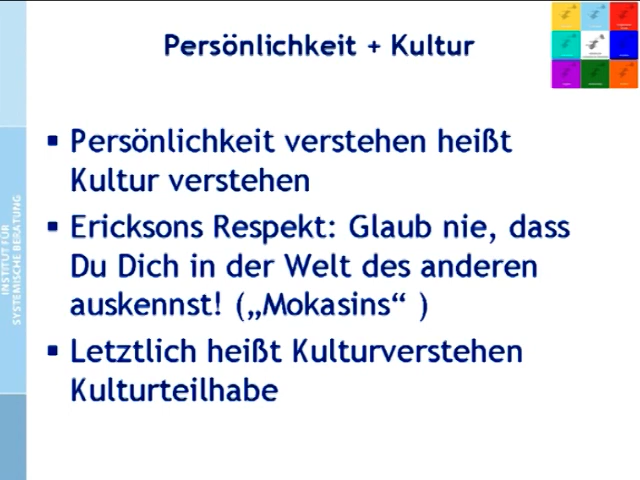 Persönlichkeit + Kultur
▪ Persönlichkeit verstehen heißt
Kultur verstehen
▪ Ericksons Respekt: Glaub nie, dass
Du Dich in der Welt des anderen
auskennst! („Mokasins“ )
▪ Letztlich heißt Kulturverstehen
Kulturteilhabe
INSTITUT FÜR
SYSTEMISCHE BERATUNG